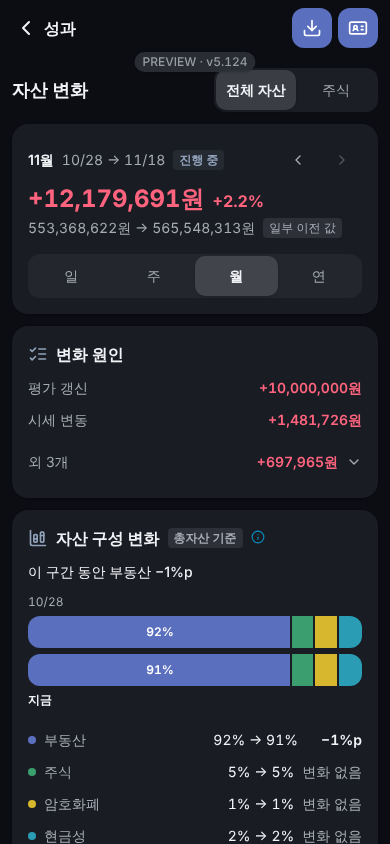 성과
PREVIEW · v5.124
자산 변화
전체 자산 주식
11월 10/28 → 11/18 진행 중
+12,179,691원 +2.2%
553,368,622원 → 565,548,313원 일부 이전 값
일 주 월 연
변화 원인
평가 갱신 +10,000,000원
시세 변동 +1,481,726원
외 3개 +697,965원
자산 구성 변화 총자산 기준
이 구간 동안 부동산 −1%p
10/28
92%
91%
지금
부동산 92% → 91% −1%p
주식 5% → 5% 변화 없음
암호화폐 1% → 1% 변화 없음
현금성 2% → 2% 변화 없음